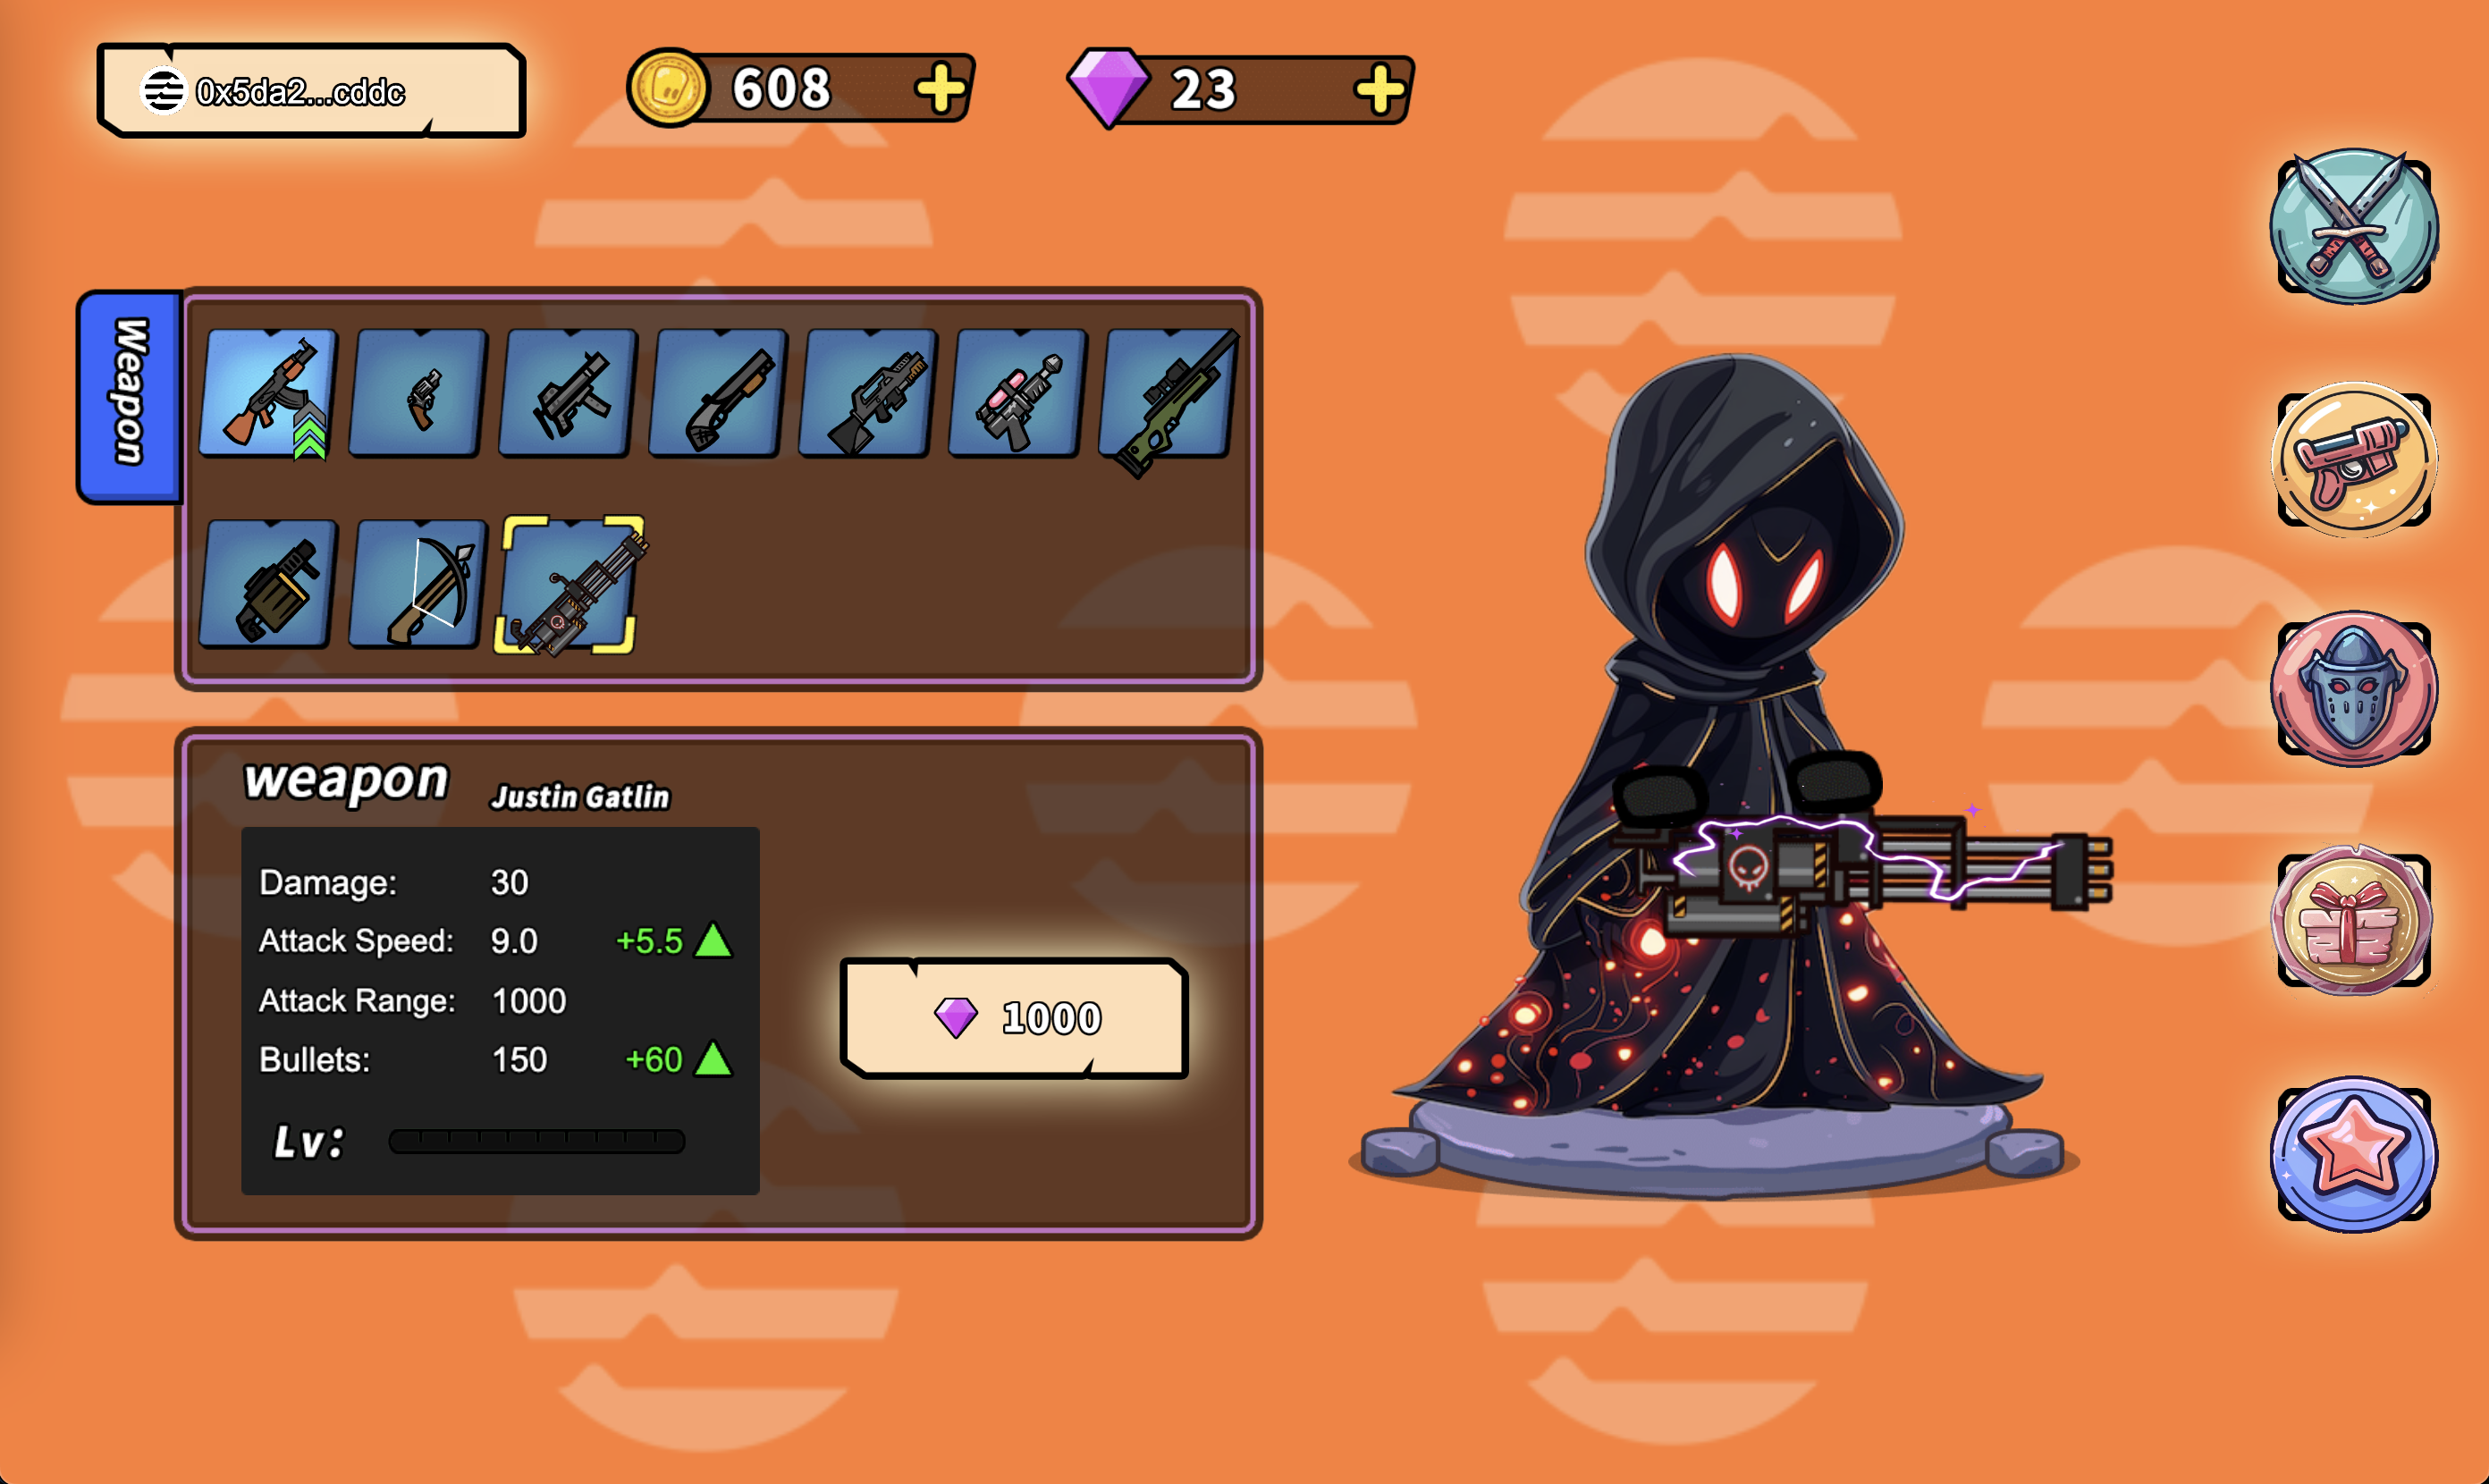 0x5da2...cddc
608
23
Weapon
weapon
Justin Gatlin
Damage: 30
Attack Speed: 9.0 +5.5
Attack Range: 1000
Bullets: 150 +60
Lv:
1000